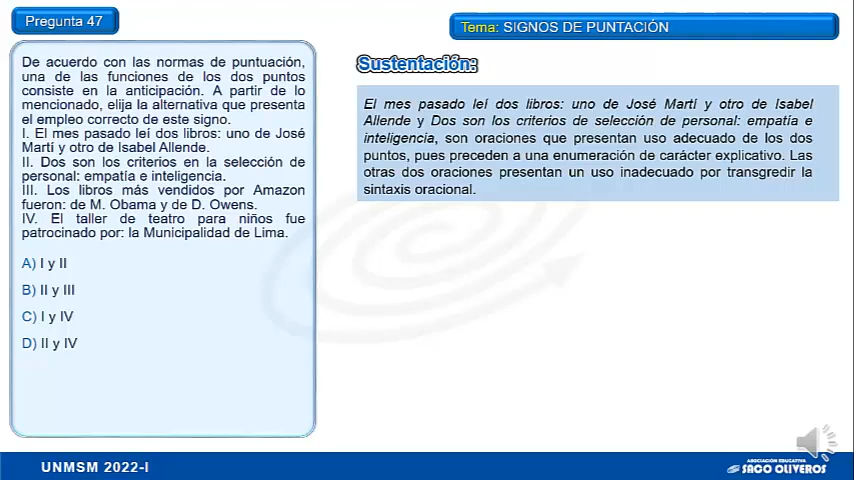 Pregunta 47
Tema: SIGNOS DE PUNTACIÓN
De acuerdo con las normas de puntuación,
una de las funciones de los dos puntos
consiste en la anticipación. A partir de lo
mencionado, elija la alternativa que presenta
el empleo correcto de este signo.
I. El mes pasado leí dos libros: uno de José
Martí y otro de Isabel Allende.
II. Dos son los criterios en la selección de
personal: empatía e inteligencia.
III. Los libros más vendidos por Amazon
fueron: de M. Obama y de D. Owens.
IV. El taller de teatro para niños fue
patrocinado por: la Municipalidad de Lima.
A) I y II
B) II y III
C) I y IV
D) II y IV
Sustentación:
El mes pasado leí dos libros: uno de José Martí y otro de Isabel
Allende y Dos son los criterios de selección de personal: empatía e
inteligencia, son oraciones que presentan uso adecuado de los dos
puntos, pues preceden a una enumeración de carácter explicativo. Las
otras dos oraciones presentan un uso inadecuado por transgredir la
sintaxis oracional.
UNMSM 2022-I
ASOCIACIÓN EDUCATIVA
SACO OLIVEROS